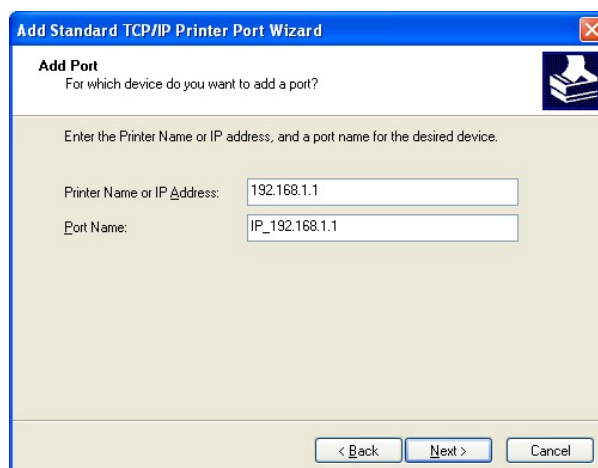 Add Standard TCP/IP Printer Port Wizard
Add Port
For which device do you want to add a port?
Enter the Printer Name or IP address, and a port name for the desired device.
Printer Name or IP Address: 192.168.1.1
Port Name: IP_192.168.1.1
< Back Next > Cancel